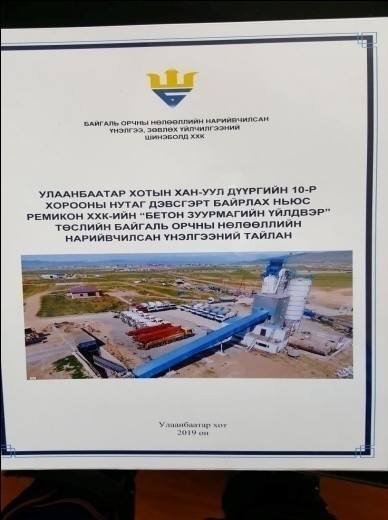 БАЙГАЛЬ ОРЧНЫ НӨЛӨӨЛЛИЙН НАРИЙВЧИЛСАН
ҮНЭЛГЭЭ, ЗӨВЛӨХ ҮЙЛЧИЛГЭЭНИЙ
ШИНЭБОЛД ХХК
УЛААНБААТАР ХОТЫН ХАН-УУЛ ДҮҮРГИЙН 10-Р
ХОРООНЫ НУТАГ ДЭВСГЭРТ БАЙРЛАХ НЬЮС
РЕМИКОН ХХК-ИЙН "БЕТОН ЗУУРМАГИЙН ҮЙЛДВЭР"
ТӨСЛИЙН БАЙГАЛЬ ОРЧНЫ НӨЛӨӨЛЛИЙН
НАРИЙВЧИЛСАН ҮНЭЛГЭЭНИЙ ТАЙЛАН
Улаанбаатар хот
2019 он